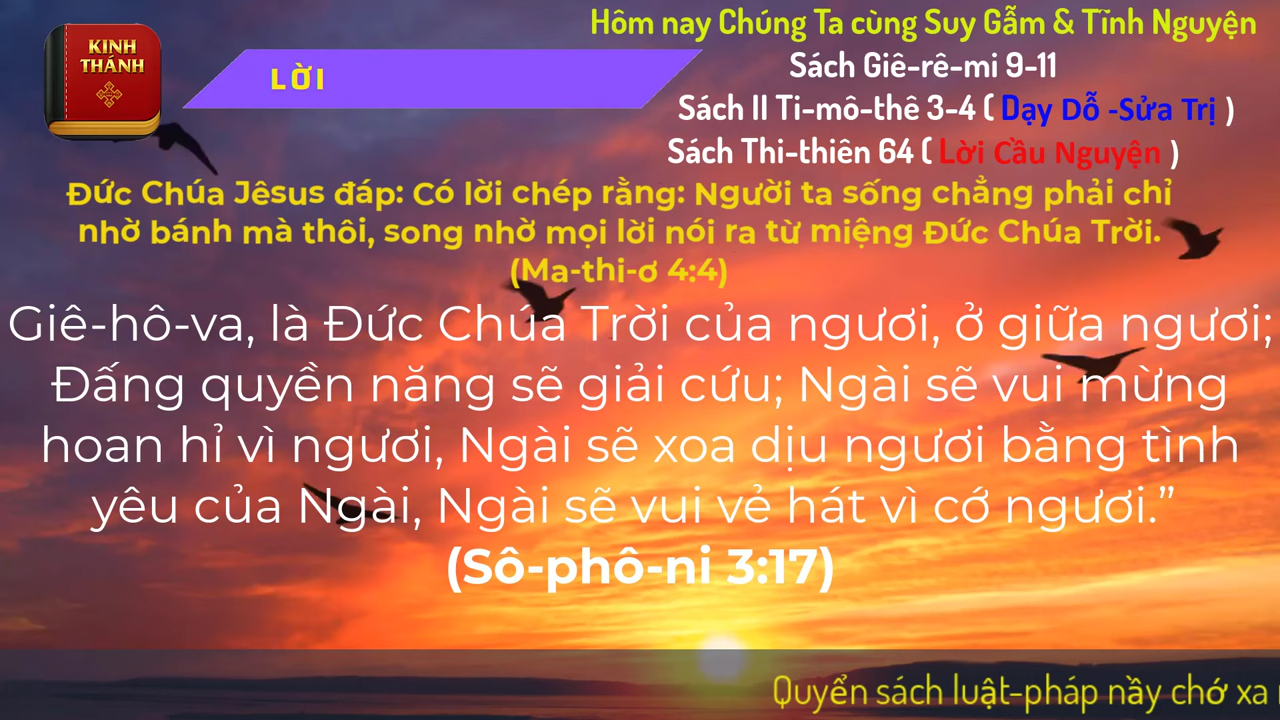 KINH
THÁNH
LỜI
Hôm nay Chúng Ta cùng Suy Gẫm & Tĩnh Nguyện
Sách Giê-rê-mi 9-11
Sách II Ti-mô-thê 3-4 ( Dạy Dỗ -Sửa Trị )
Sách Thi-thiên 64 ( Lời Cầu Nguyện )
Đức Chúa Jêsus đáp: Có lời chép rằng: Người ta sống chẳng phải chỉ
nhờ bánh mà thôi, song nhờ mọi lời nói ra từ miệng Đức Chúa Trời.
(Ma-thi-ơ 4:4)
Giê-hô-va, là Đức Chúa Trời của ngươi, ở giữa ngươi;
Đấng quyền năng sẽ giải cứu; Ngài sẽ vui mừng
hoan hỉ vì ngươi, Ngài sẽ xoa dịu ngươi bằng tình
yêu của Ngài, Ngài sẽ vui vẻ hát vì cớ ngươi.”
(Sô-phô-ni 3:17)
Quyển sách luật-pháp nầy chớ xa